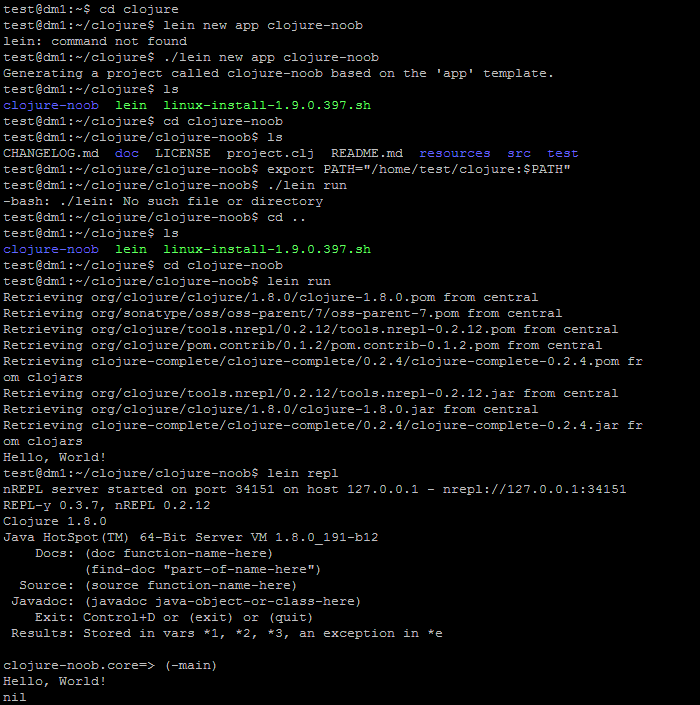 test@dm1:~$ cd clojure
test@dm1:~/clojure$ lein new app clojure-noob
lein: command not found
test@dm1:~/clojure$ ./lein new app clojure-noob
Generating a project called clojure-noob based on the 'app' template.
test@dm1:~/clojure$ ls
clojure-noob  lein  linux-install-1.9.0.397.sh
test@dm1:~/clojure$ cd clojure-noob
test@dm1:~/clojure/clojure-noob$ ls
CHANGELOG.md  doc  LICENSE  project.clj  README.md  resources  src  test
test@dm1:~/clojure/clojure-noob$ export PATH="/home/test/clojure:$PATH"
test@dm1:~/clojure/clojure-noob$ ./lein run
-bash: ./lein: No such file or directory
test@dm1:~/clojure/clojure-noob$ cd ..
test@dm1:~/clojure$ ls
clojure-noob  lein  linux-install-1.9.0.397.sh
test@dm1:~/clojure$ cd clojure-noob
test@dm1:~/clojure/clojure-noob$ lein run
Retrieving org/clojure/clojure/1.8.0/clojure-1.8.0.pom from central
Retrieving org/sonatype/oss/oss-parent/7/oss-parent-7.pom from central
Retrieving org/clojure/tools.nrepl/0.2.12/tools.nrepl-0.2.12.pom from central
Retrieving org/clojure/pom.contrib/0.1.2/pom.contrib-0.1.2.pom from central
Retrieving clojure-complete/clojure-complete/0.2.4/clojure-complete-0.2.4.pom fr
om clojars
Retrieving org/clojure/tools.nrepl/0.2.12/tools.nrepl-0.2.12.jar from central
Retrieving org/clojure/clojure/1.8.0/clojure-1.8.0.jar from central
Retrieving clojure-complete/clojure-complete/0.2.4/clojure-complete-0.2.4.jar fr
om clojars
Hello, World!
test@dm1:~/clojure/clojure-noob$ lein repl
nREPL server started on port 34151 on host 127.0.0.1 - nrepl://127.0.0.1:34151
REPL-y 0.3.7, nREPL 0.2.12
Clojure 1.8.0
Java HotSpot(TM) 64-Bit Server VM 1.8.0_191-b12
    Docs: (doc function-name-here)
          (find-doc "part-of-name-here")
  Source: (source function-name-here)
 Javadoc: (javadoc java-object-or-class-here)
    Exit: Control+D or (exit) or (quit)
 Results: Stored in vars *1, *2, *3, an exception in *e

clojure-noob.core=> (-main)
Hello, World!
nil